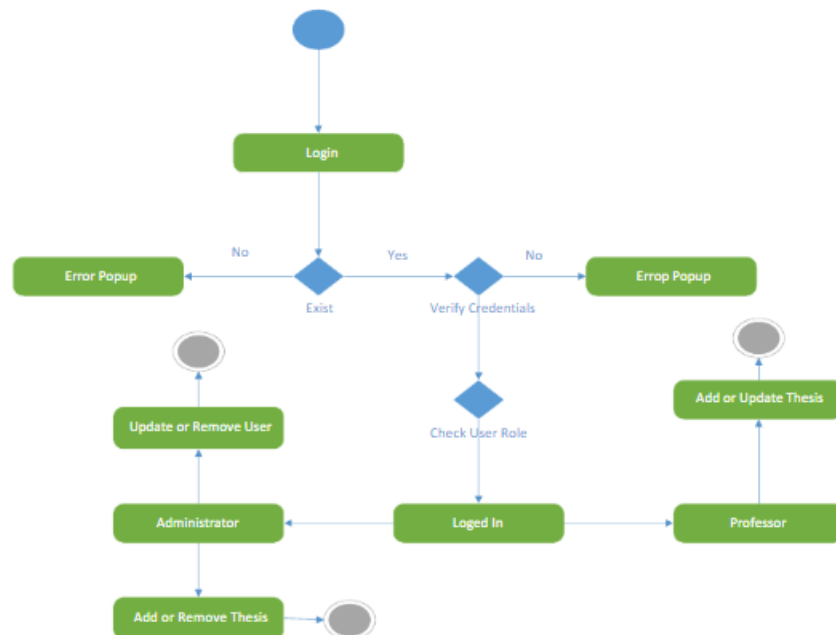 Login
No
Yes
No
Error Popup
Errop Popup
Exist
Verify Credentials
Add or Update Thesis
Update or Remove User
Check User Role
Administrator
Loged In
Professor
Add or Remove Thesis